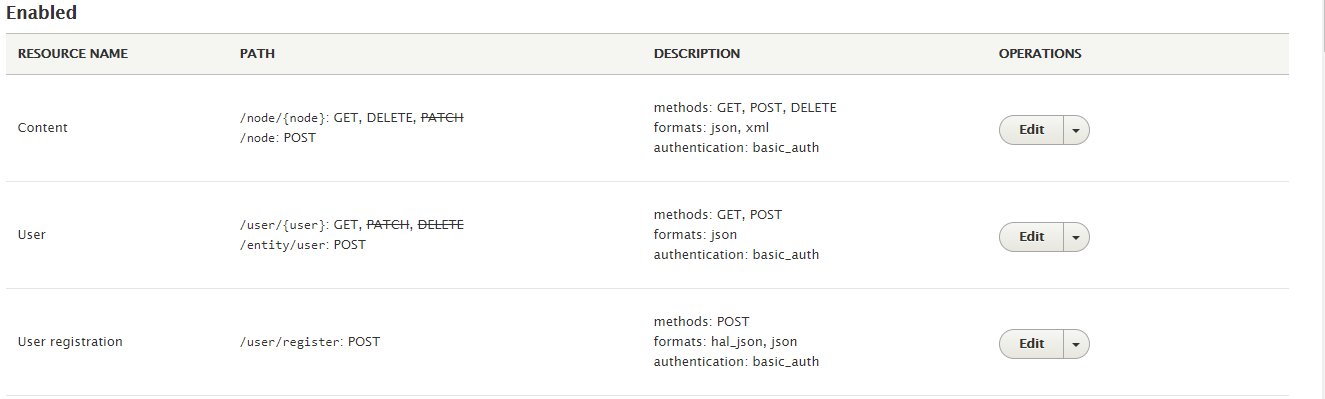 Enabled
RESOURCE NAME PATH DESCRIPTION OPERATIONS
Content
/node/{node}: GET, DELETE, PATCH
/node: POST
methods: GET, POST, DELETE
formats: json, xml
authentication: basic_auth
Edit
User
/user/{user}: GET, PATCH, DELETE
/entity/user: POST
methods: GET, POST
formats: json
authentication: basic_auth
Edit
User registration
/user/register: POST
methods: POST
formats: hal_json, json
authentication: basic_auth
Edit